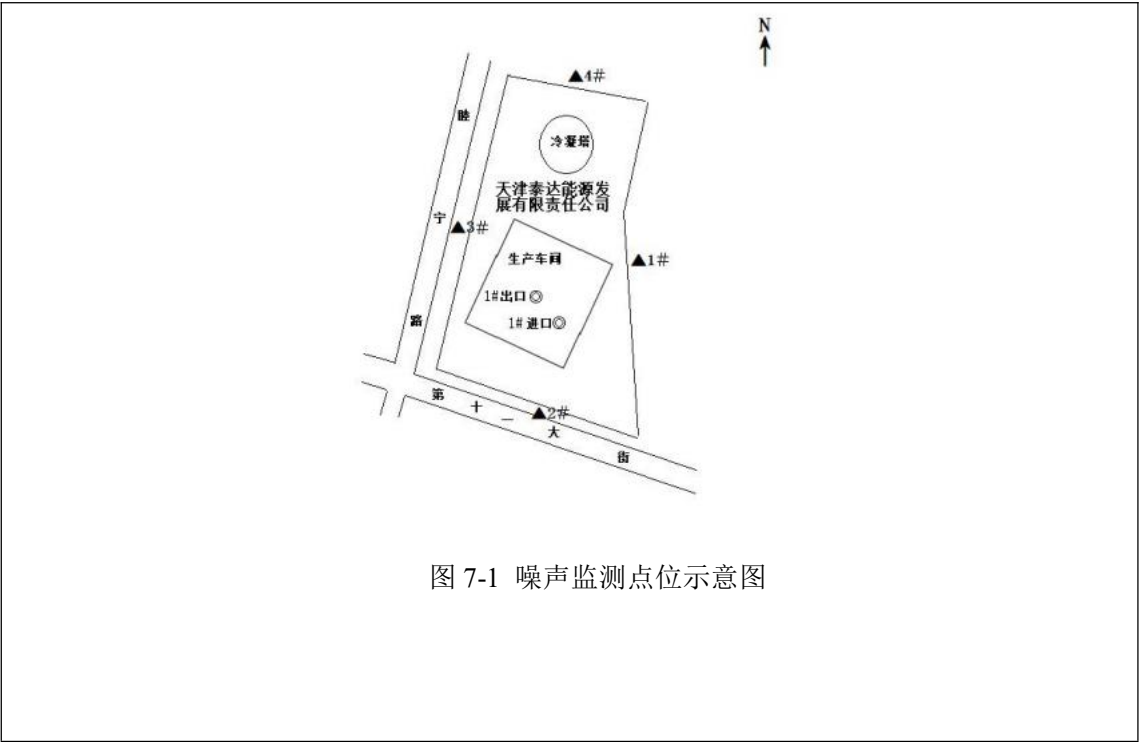 N
▲4#
睦宁路
冷凝塔
天津泰达能源发
展有限责任公司
▲3#
生产车间
▲1#
1#出口◎
1#进口◎
▲2#
第十一大街
图 7-1 噪声监测点位示意图